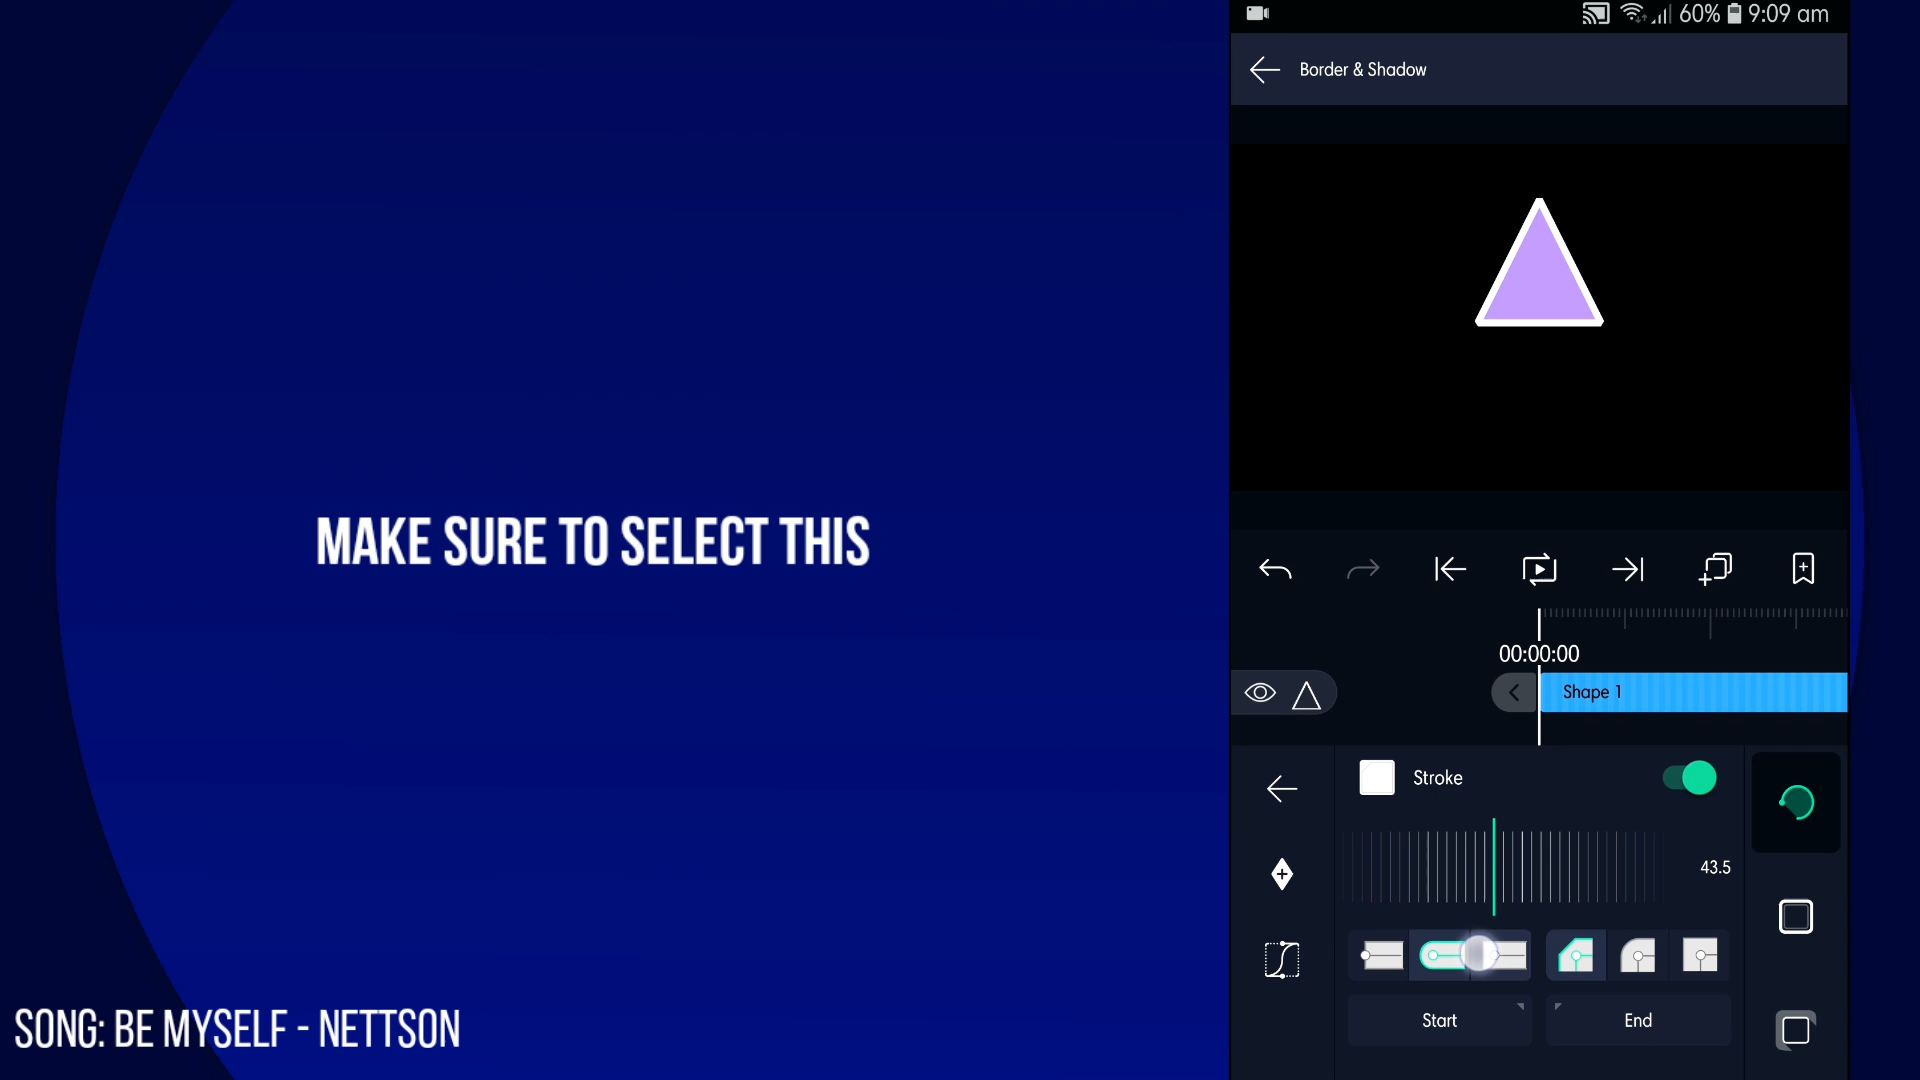 60% 9:09 am
Border & Shadow
MAKE SURE TO SELECT THIS
00:00:00
Shape 1
Stroke
43.5
Start
End
SONG: BE MYSELF - NETTSON